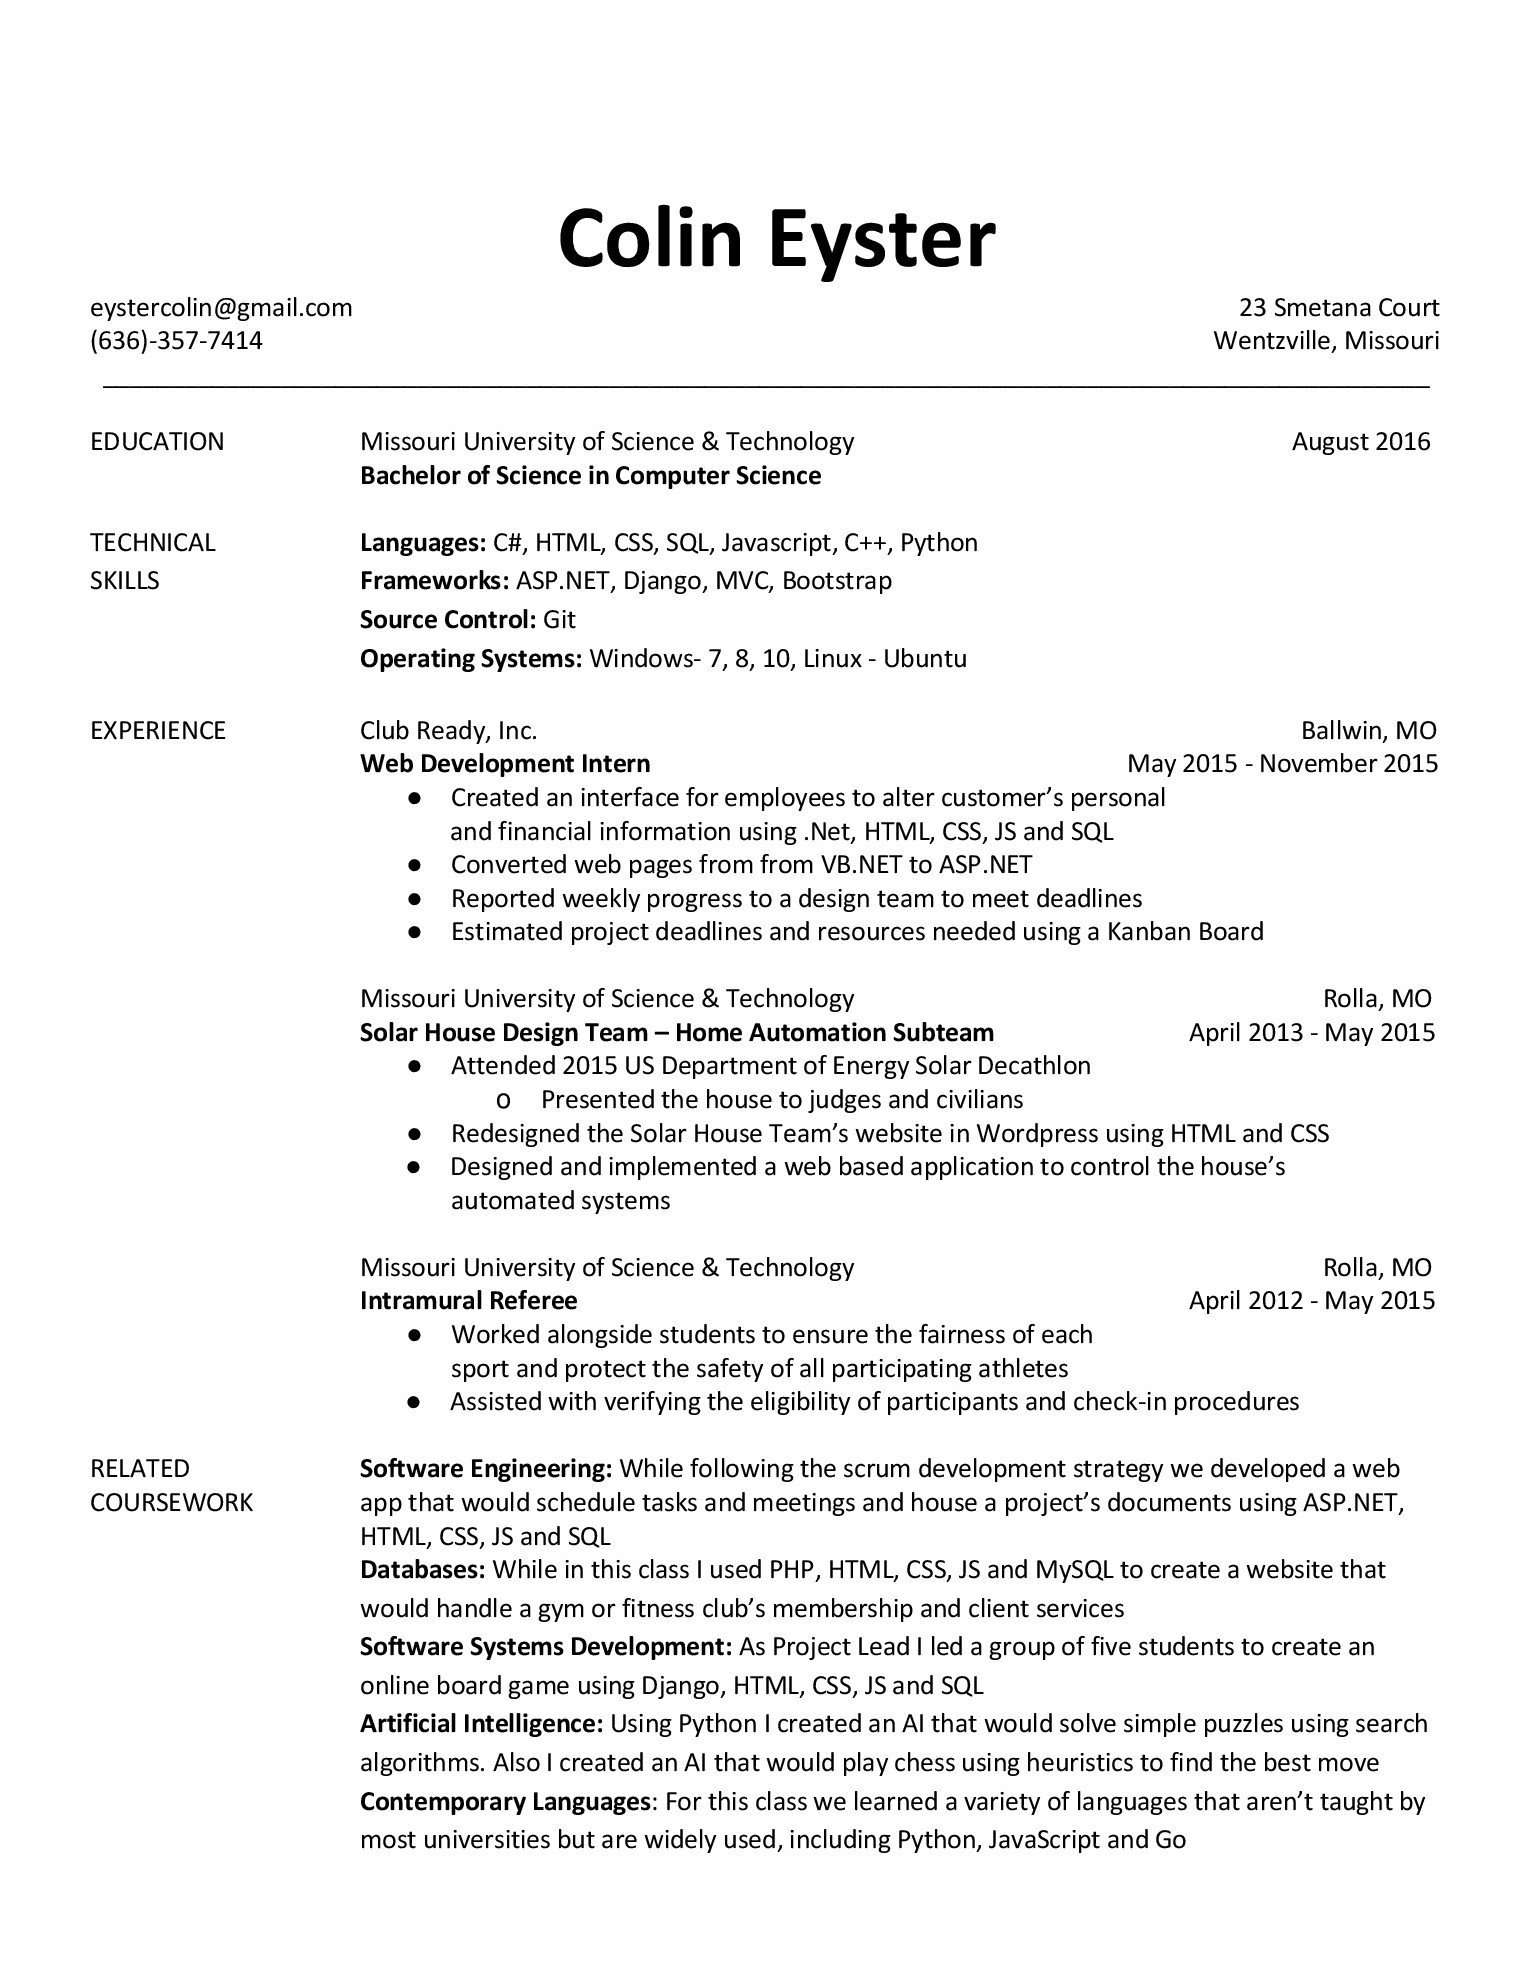 Colin Eyster
eystercolin@gmail.com 23 Smetana Court
(636)-357-7414 Wentzville, Missouri
EDUCATION Missouri University of Science & Technology August 2016
Bachelor of Science in Computer Science
TECHNICAL Languages: C#, HTML, CSS, SQL, Javascript, C++, Python
SKILLS Frameworks: ASP.NET, Django, MVC, Bootstrap
Source Control: Git
Operating Systems: Windows- 7, 8, 10, Linux - Ubuntu
EXPERIENCE Club Ready, Inc. Ballwin, MO
Web Development Intern May 2015 - November 2015
● Created an interface for employees to alter customer’s personal
and financial information using .Net, HTML, CSS, JS and SQL
● Converted web pages from from VB.NET to ASP.NET
● Reported weekly progress to a design team to meet deadlines
● Estimated project deadlines and resources needed using a Kanban Board
Missouri University of Science & Technology Rolla, MO
Solar House Design Team – Home Automation Subteam April 2013 - May 2015
● Attended 2015 US Department of Energy Solar Decathlon
o Presented the house to judges and civilians
● Redesigned the Solar House Team’s website in Wordpress using HTML and CSS
● Designed and implemented a web based application to control the house’s
automated systems
Missouri University of Science & Technology Rolla, MO
Intramural Referee April 2012 - May 2015
● Worked alongside students to ensure the fairness of each
sport and protect the safety of all participating athletes
● Assisted with verifying the eligibility of participants and check-in procedures
RELATED Software Engineering: While following the scrum development strategy we developed a web
COURSEWORK app that would schedule tasks and meetings and house a project’s documents using ASP.NET,
HTML, CSS, JS and SQL
Databases: While in this class I used PHP, HTML, CSS, JS and MySQL to create a website that
would handle a gym or fitness club’s membership and client services
Software Systems Development: As Project Lead I led a group of five students to create an
online board game using Django, HTML, CSS, JS and SQL
Artificial Intelligence: Using Python I created an AI that would solve simple puzzles using search
algorithms. Also I created an AI that would play chess using heuristics to find the best move
Contemporary Languages: For this class we learned a variety of languages that aren’t taught by
most universities but are widely used, including Python, JavaScript and Go